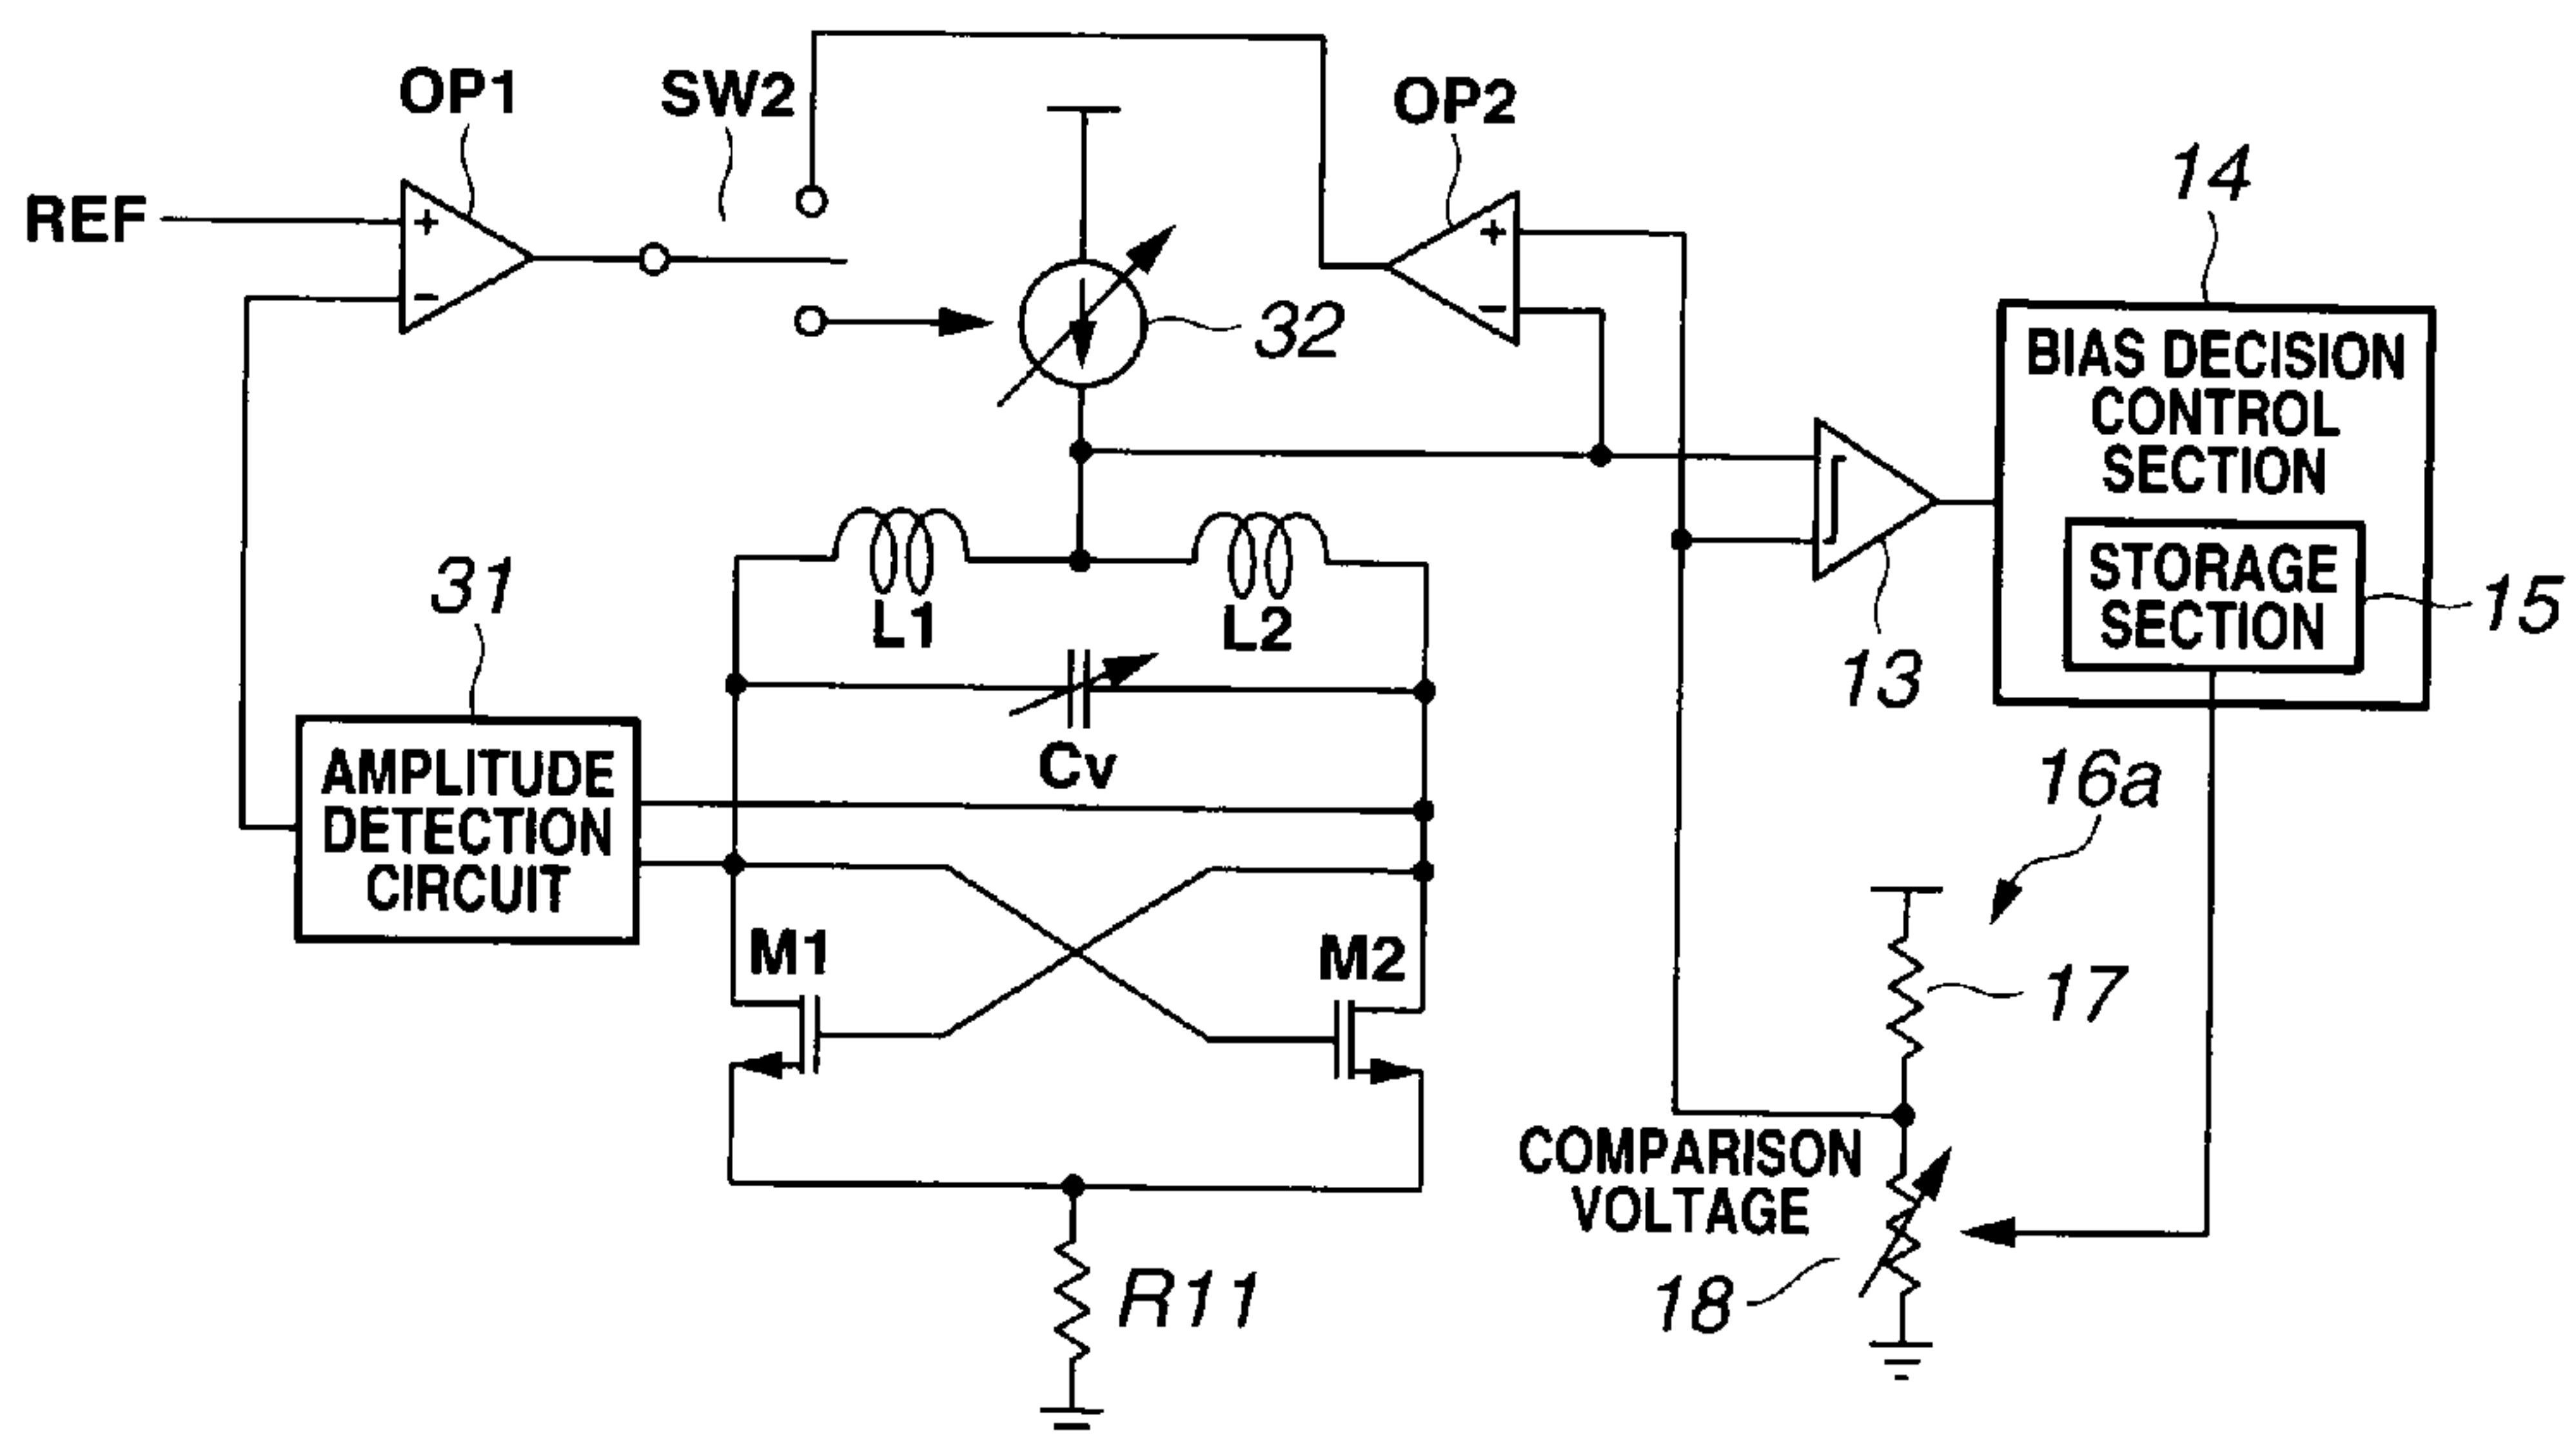 OP1
SW2
OP2
14
REF
+
−
+
−
32
BIAS DECISION
CONTROL
SECTION
STORAGE
SECTION
15
13
L1
L2
31
Cv
AMPLITUDE
DETECTION
CIRCUIT
16a
M1
M2
17
COMPARISON
VOLTAGE
18
R11